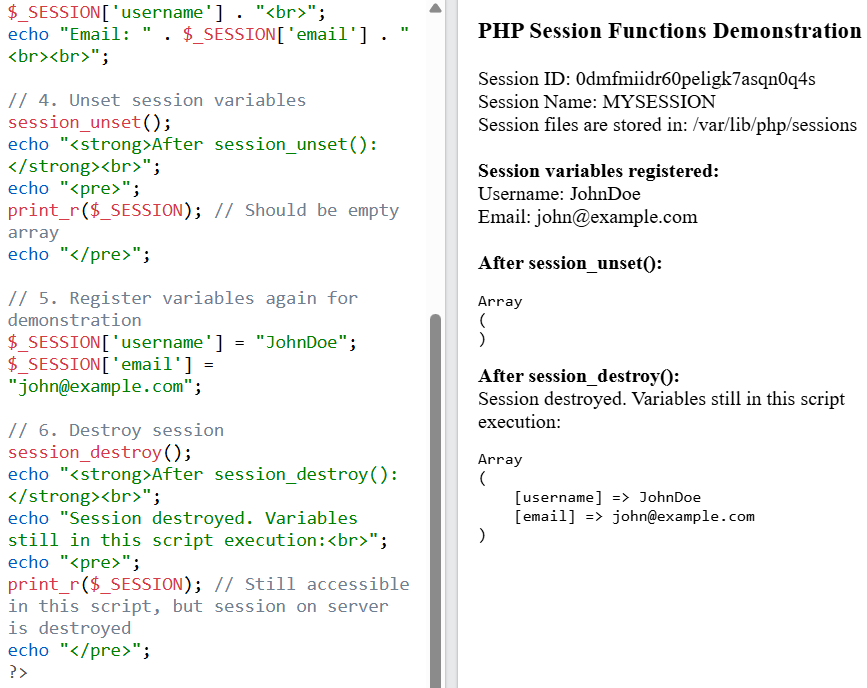 $_SESSION['username'] . "<br>";
echo "Email: " . $_SESSION['email'] . "
<br><br>";
// 4. Unset session variables
session_unset();
echo "<strong>After session_unset():
</strong><br>";
echo "<pre>";
print_r($_SESSION); // Should be empty
array
echo "</pre>";
// 5. Register variables again for
demonstration
$_SESSION['username'] = "JohnDoe";
$_SESSION['email'] =
"john@example.com";
// 6. Destroy session
session_destroy();
echo "<strong>After session_destroy():
</strong><br>";
echo "Session destroyed. Variables
still in this script execution:<br>";
echo "<pre>";
print_r($_SESSION); // Still accessible
in this script, but session on server
is destroyed
echo "</pre>";
?>
PHP Session Functions Demonstration
Session ID: 0dmfmiidr60peligk7asqn0q4s
Session Name: MYSESSION
Session files are stored in: /var/lib/php/sessions
Session variables registered:
Username: JohnDoe
Email: john@example.com
After session_unset():
Array
(
)
After session_destroy():
Session destroyed. Variables still in this script
execution:
Array
(
[username] => JohnDoe
[email] => john@example.com
)